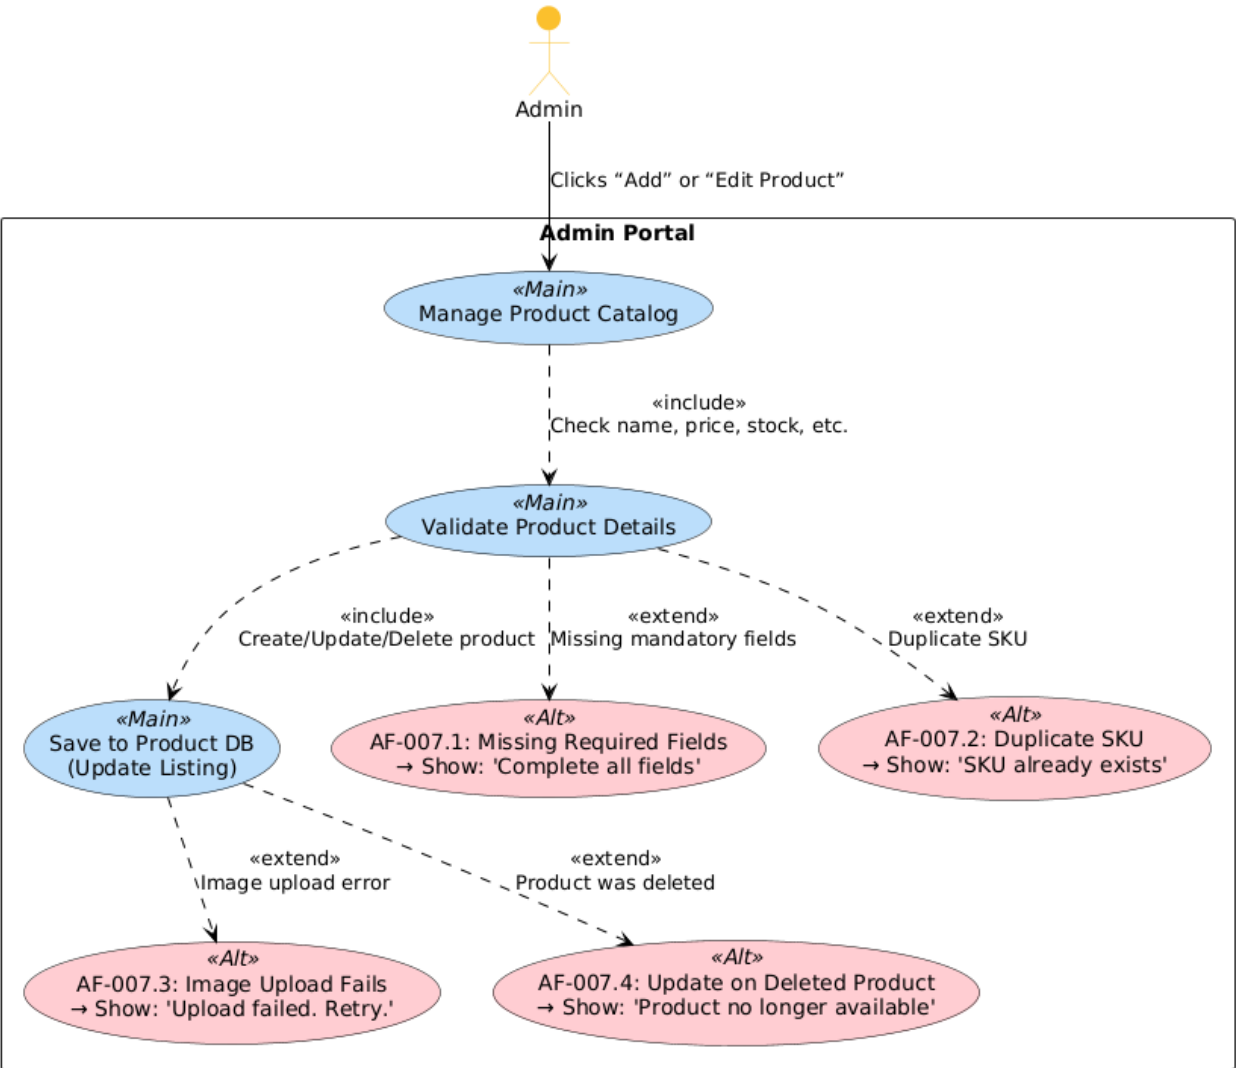 Admin
Clicks “Add” or “Edit Product”
Admin Portal
«Main»
Manage Product Catalog
«include»
Check name, price, stock, etc.
«Main»
Validate Product Details
«include»
Create/Update/Delete product
«extend»
Missing mandatory fields
«extend»
Duplicate SKU
«Main»
Save to Product DB
(Update Listing)
«Alt»
AF-007.1: Missing Required Fields
→ Show: 'Complete all fields'
«Alt»
AF-007.2: Duplicate SKU
→ Show: 'SKU already exists'
«extend»
Image upload error
«extend»
Product was deleted
«Alt»
AF-007.3: Image Upload Fails
→ Show: 'Upload failed. Retry.'
«Alt»
AF-007.4: Update on Deleted Product
→ Show: 'Product no longer available'